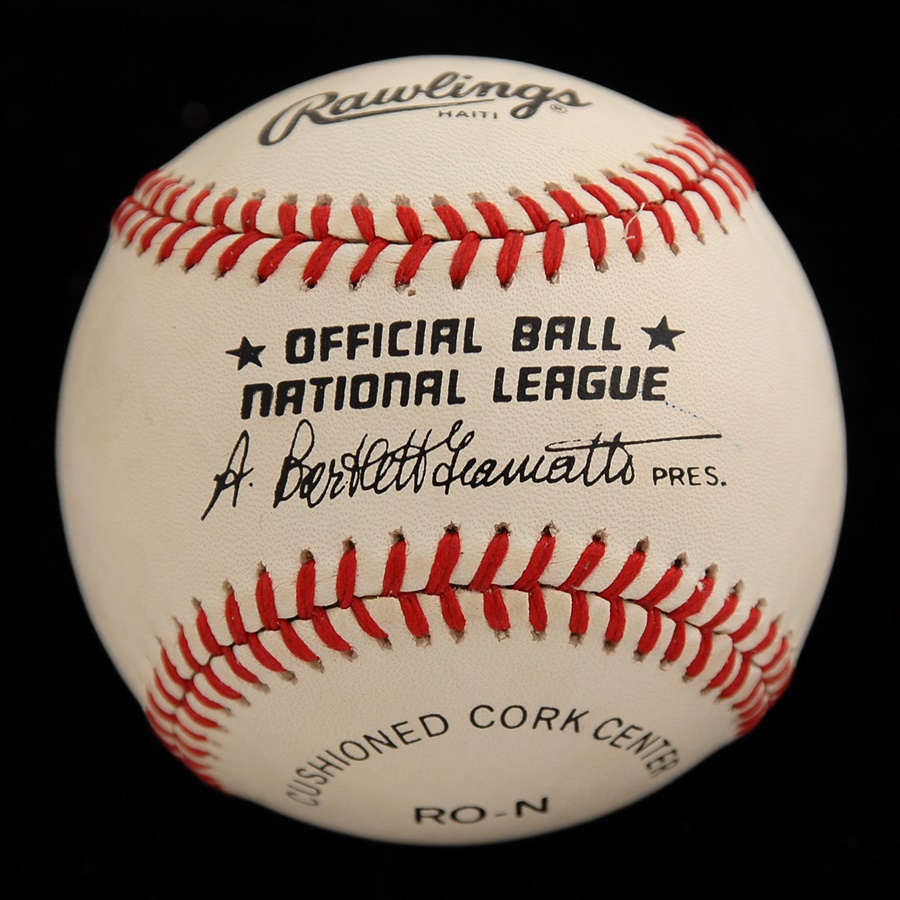 Rawlings®
HAITI
★ OFFICIAL BALL ★
NATIONAL LEAGUE
A. Bartlett Giamatti PRES.
CUSHIONED CORK CENTER
RO-N